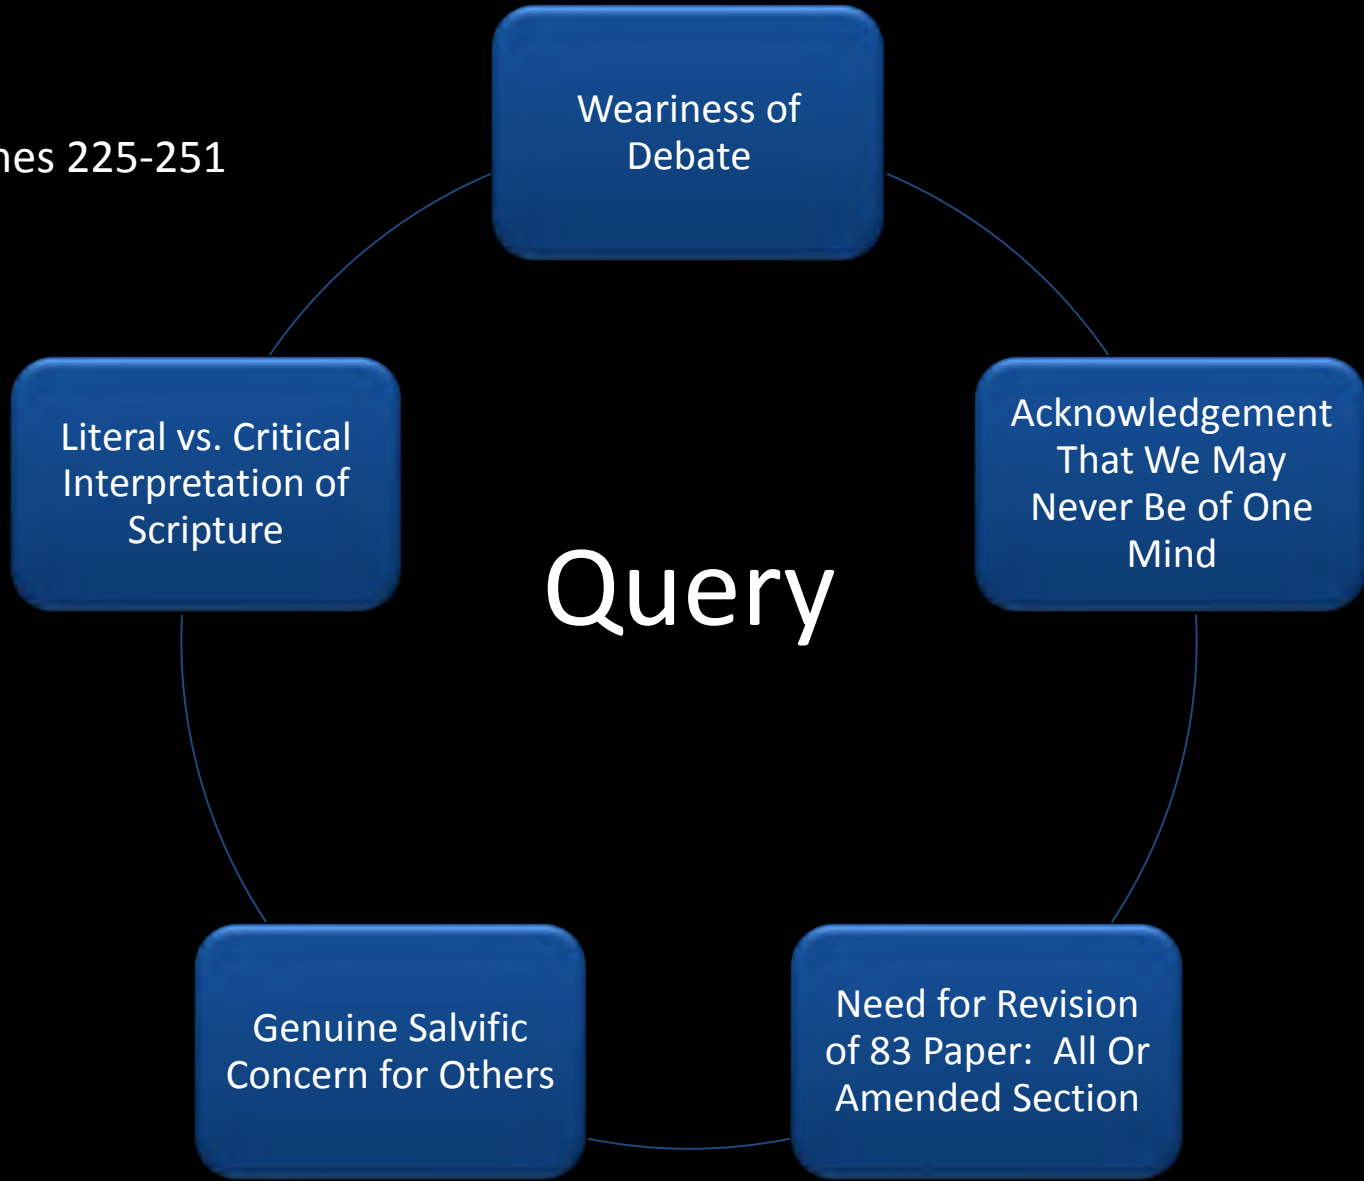 225-251
Weariness of
Debate
Acknowledgement
That We May
Never Be of One
Mind
Literal vs. Critical
Interpretation of
Scripture
Query
Need for Revision
of 83 Paper:  All Or
Amended Section
Genuine Salvific
Concern for Others